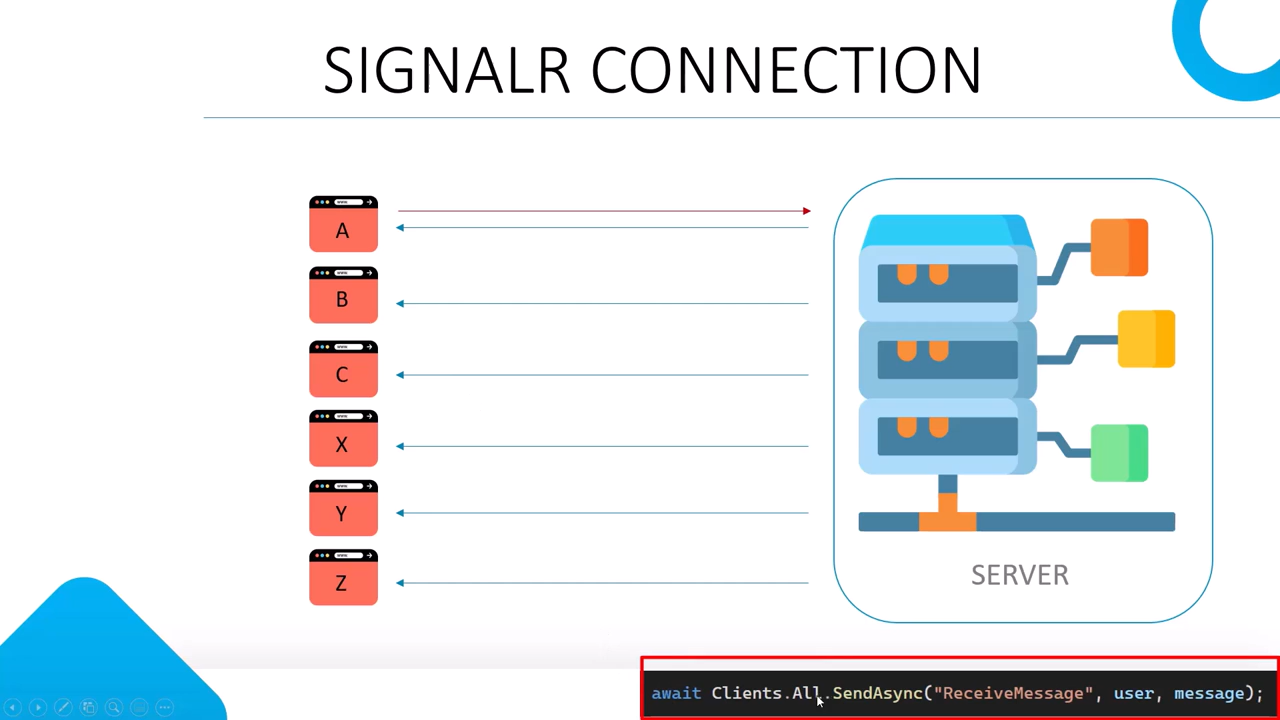 SIGNALR CONNECTION
A
B
C
X
Y
Z
SERVER
await Clients.All.SendAsync("ReceiveMessage", user, message);